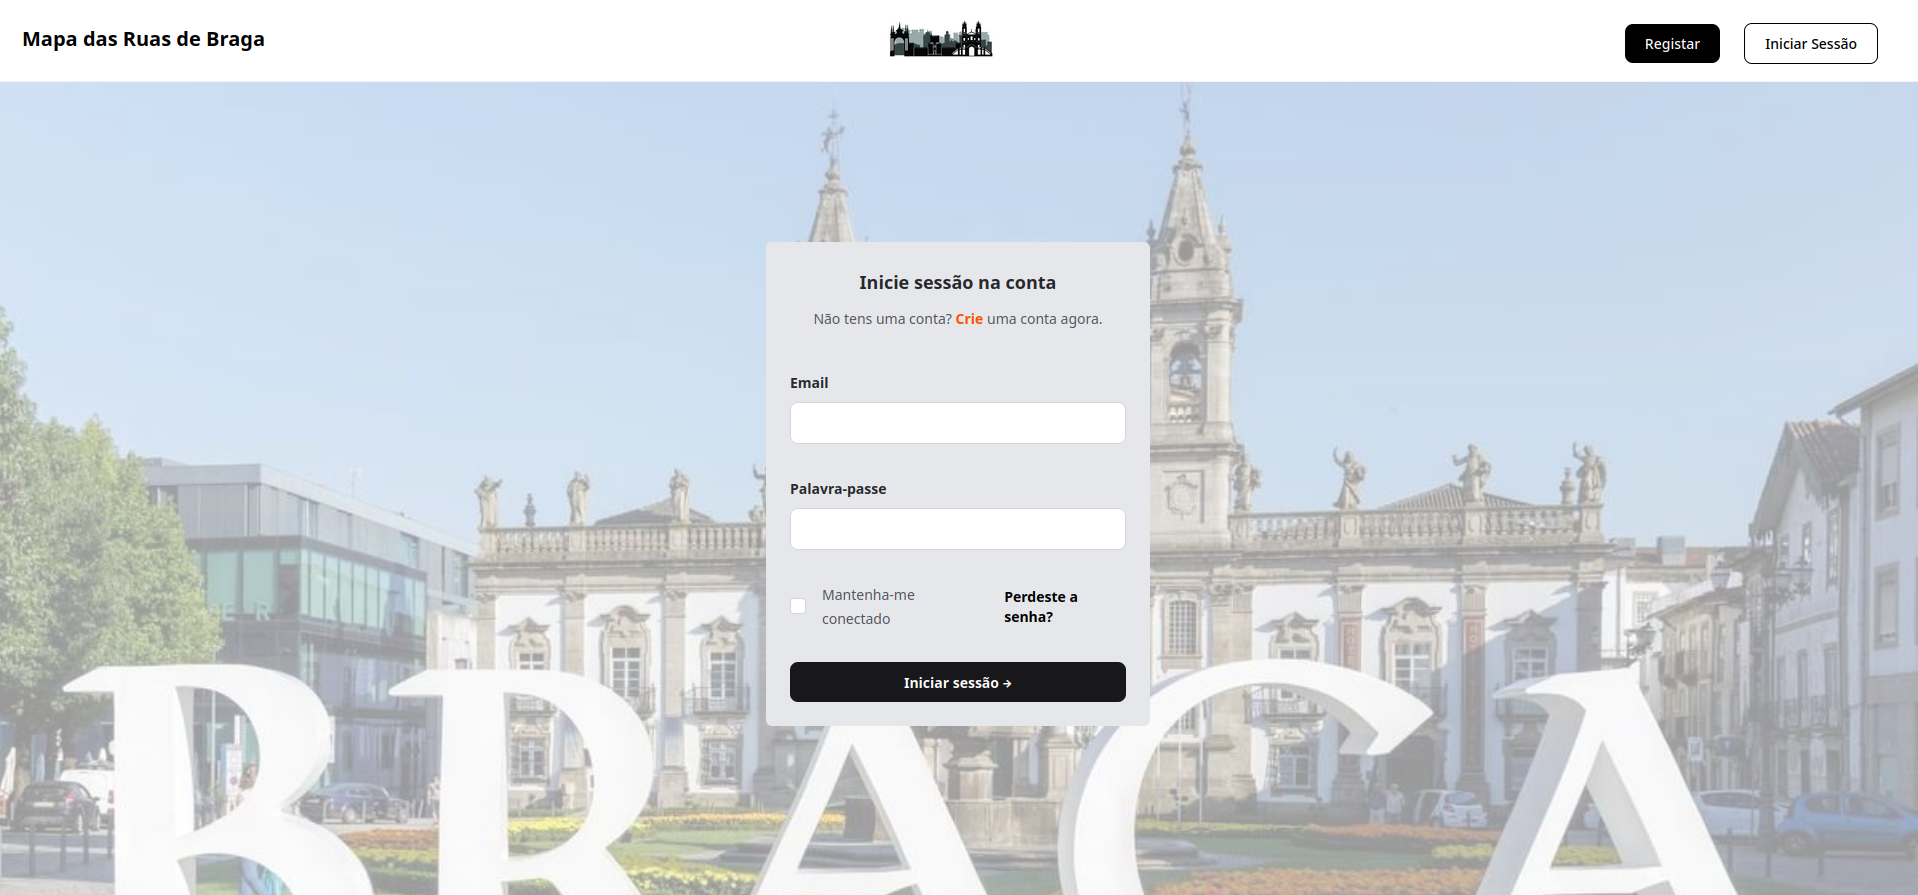 Mapa das Ruas de Braga
Registar
Iniciar Sessão
Inicie sessão na conta
Não tens uma conta? Crie uma conta agora.
Email
Palavra-passe
Mantenha-me
conectado
Perdeste a
senha?
Iniciar sessão →
BRAGA